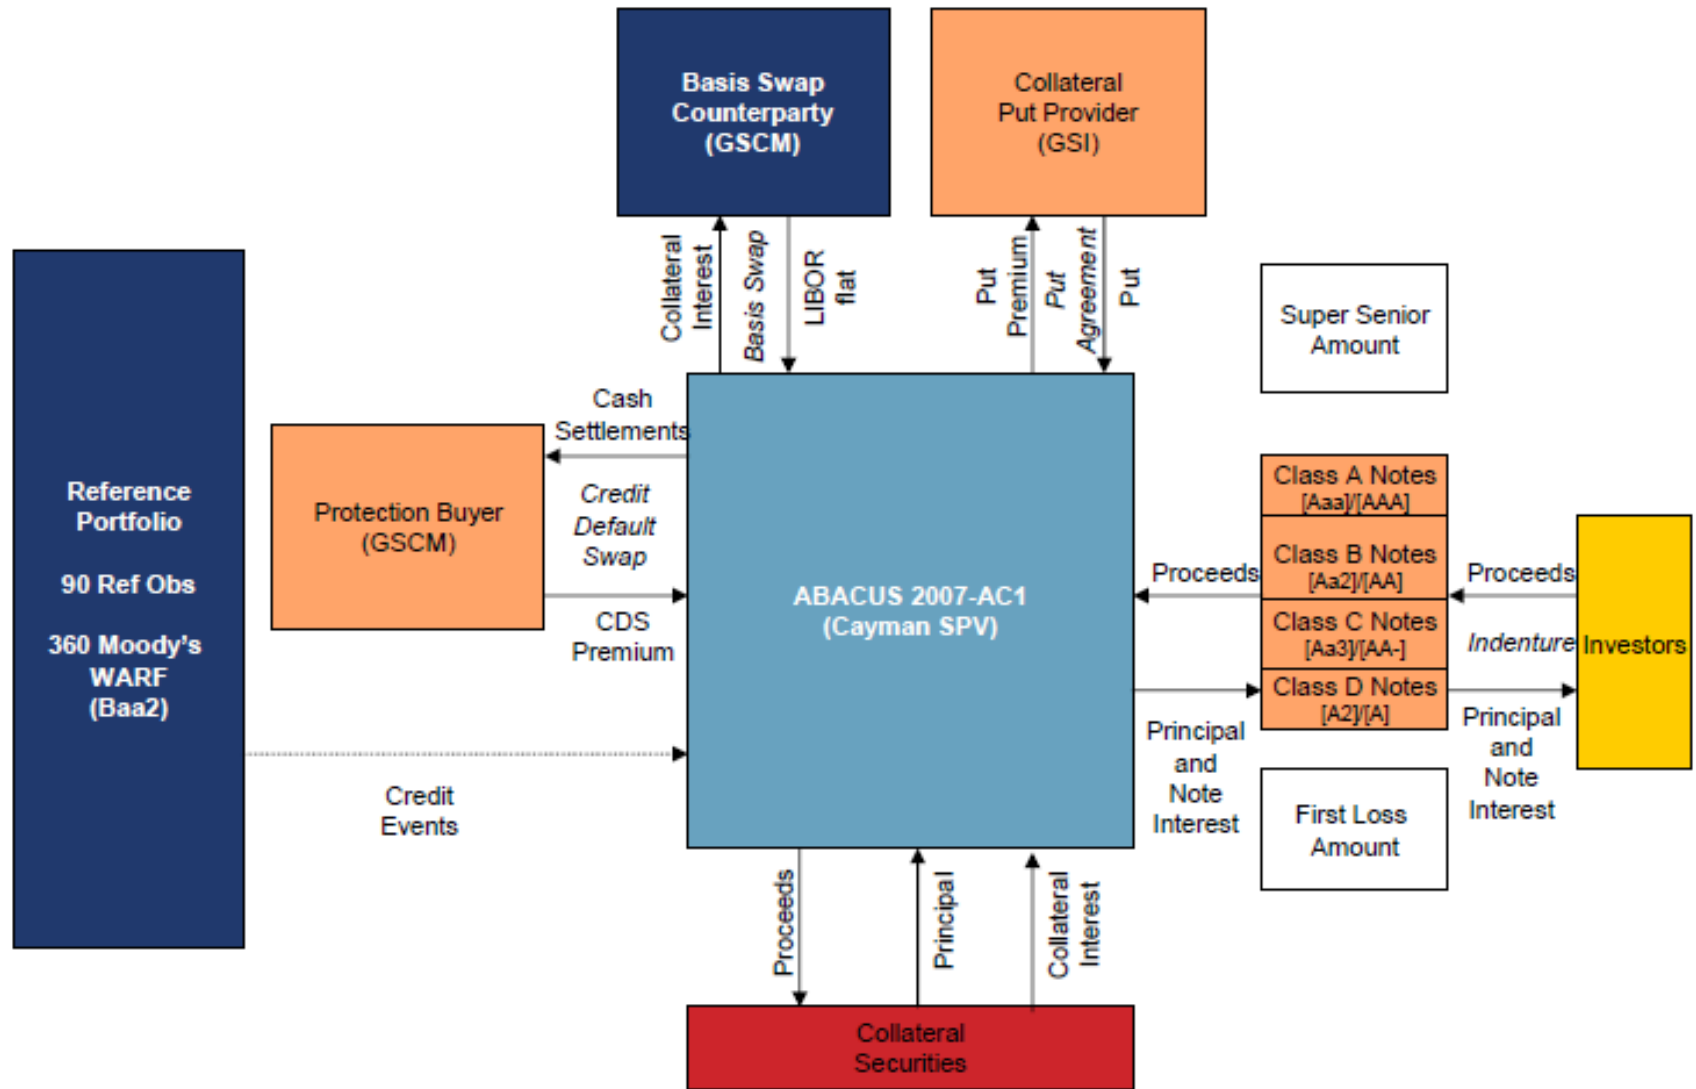 Basis Swap
Counterparty
(GSCM)
Collateral
Put Provider
(GSI)
Collateral
Interest
Basis Swap
LIBOR
flat
Put
Premium
Put
Agreement
Put
Super Senior
Amount
Reference
Portfolio
90 Ref Obs
360 Moody's
WARF
(Baa2)
Protection Buyer
(GSCM)
Cash
Settlements
Credit
Default
Swap
CDS
Premium
Credit
Events
ABACUS 2007-AC1
(Cayman SPV)
Class A Notes
[Aaa]/[AAA]
Class B Notes
[Aa2]/[AA]
Class C Notes
[Aa3]/[AA-]
Class D Notes
[A2]/[A]
Proceeds
Principal
and
Note
Interest
Proceeds
Indenture
Principal
and
Note
Interest
Investors
First Loss
Amount
Proceeds
Principal
Collateral
Interest
Collateral
Securities